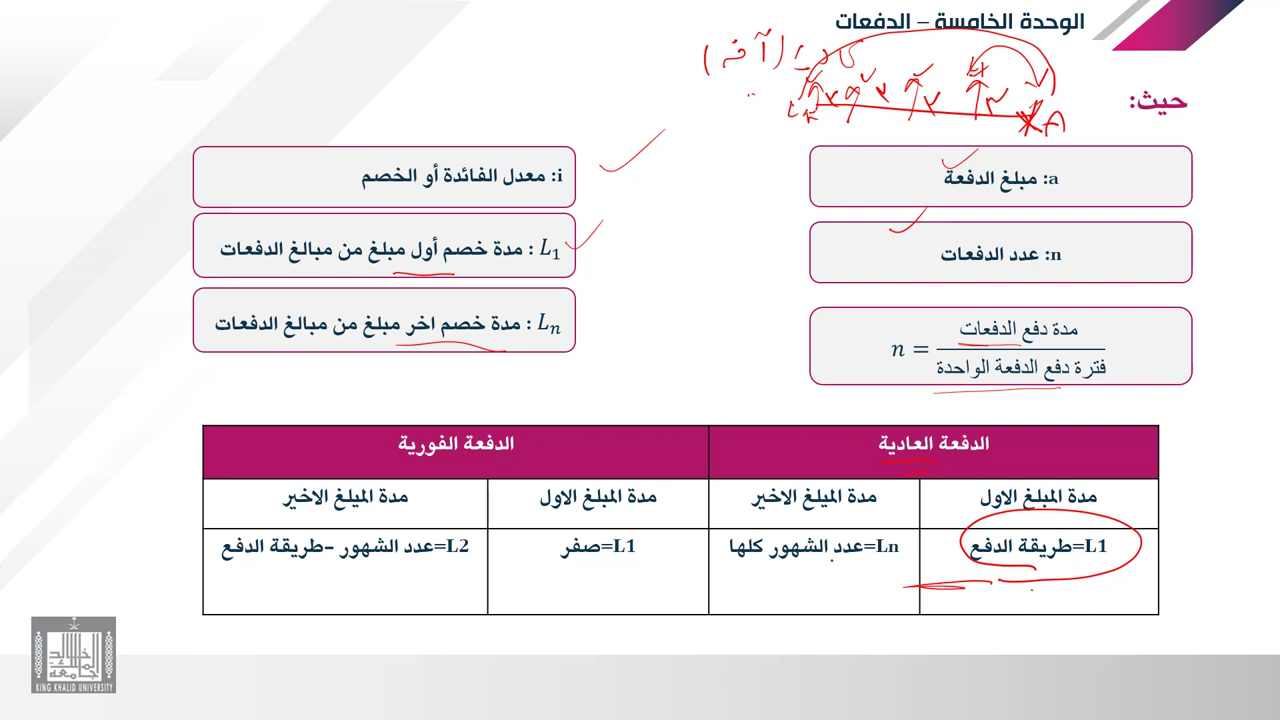 الوحدة الخامسة – الدفعات
حيث:
a: مبلغ الدفعة
i: معدل الفائدة أو الخصم
n: عدد الدفعات
L1 : مدة خصم أول مبلغ من مبالغ الدفعات
n = مدة دفع الدفعات / فترة دفع الدفعة الواحدة
Ln : مدة خصم اخر مبلغ من مبالغ الدفعات
الدفعة العادية
الدفعة الفورية
مدة المبلغ الاول
مدة المبلغ الاخير
مدة المبلغ الاول
مدة المبلغ الاخير
L1=طريقة الدفع
Ln=عدد الشهور كلها
L1=صفر
L2=عدد الشهور –طريقة الدفع
جامعة الملك خالد
KING KHALID UNIVERSITY